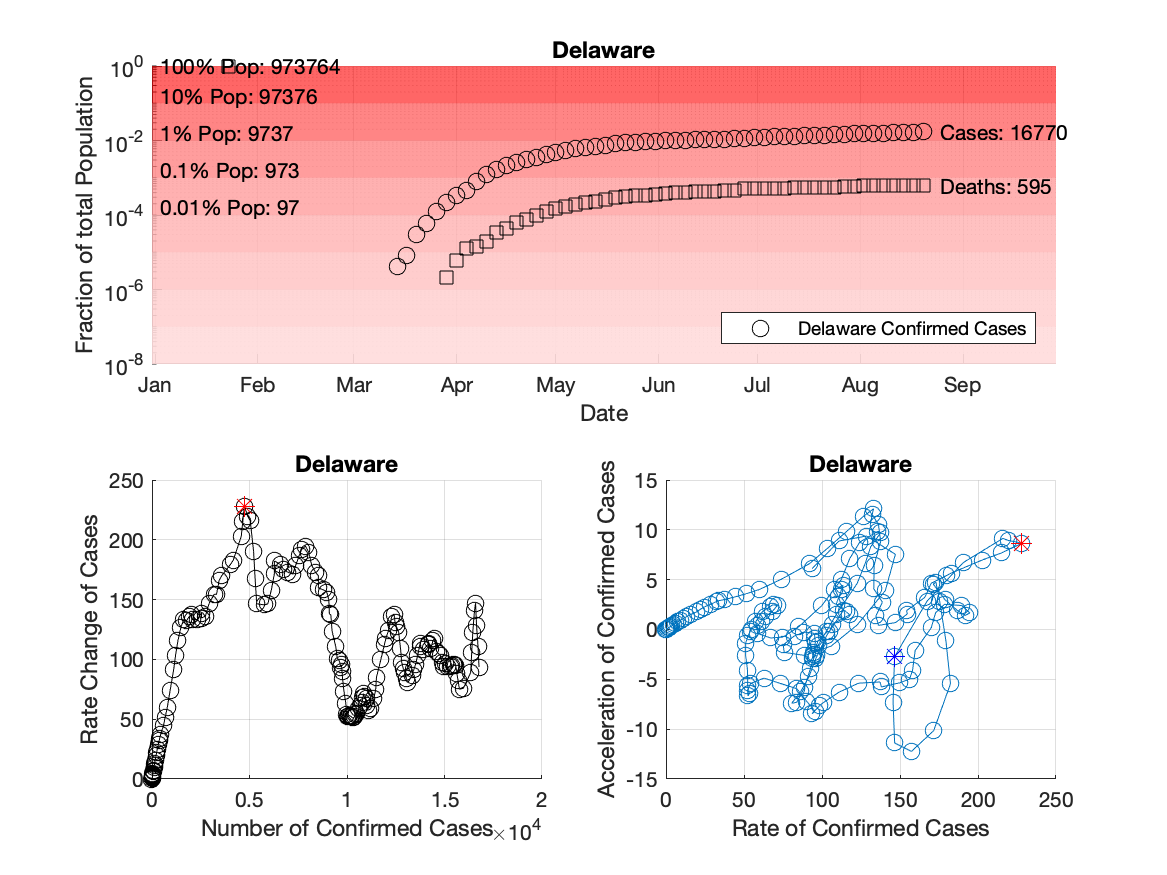 Delaware
10^0
10^-2
10^-4
10^-6
10^-8
Fraction of total Population
100% Pop: 973764
10% Pop: 97376
1% Pop: 9737
0.1% Pop: 973
0.01% Pop: 97
Cases: 16770
Deaths: 595
Delaware Confirmed Cases
Jan Feb Mar Apr May Jun Jul Aug Sep
Date
Delaware
250
200
150
100
50
0
Rate Change of Cases
0 0.5 1 1.5 2
Number of Confirmed Cases ×10^4
Delaware
15
10
5
0
-5
-10
-15
Acceleration of Confirmed Cases
0 50 100 150 200 250
Rate of Confirmed Cases